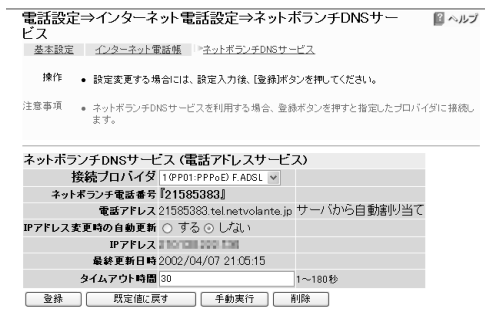 電話設定⇒インターネット電話設定⇒ネットボランチDNSサー
ビス
ヘルプ
基本設定 インターネット電話帳 ネットボランチDNSサービス
操作 • 設定変更する場合には、設定入力後、[登録]ボタンを押してください。
注意事項 • ネットボランチDNSサービスを利用する場合、登録ボタンを押すと指定したプロバイダに接続し
ます。
ネットボランチDNSサービス (電話アドレスサービス)
接続プロバイダ 1(PP01:PPPoE) F.ADSL
ネットボランチ電話番号 『21585383』
電話アドレス 21585383.tel.netvolante.jp サーバから自動割り当て
IPアドレス変更時の自動更新 ○ する ⊙ しない
IPアドレス
最終更新日時 2002/04/07 21:05:15
タイムアウト時間 30 1～180秒
登録 既定値に戻す 手動実行 削除